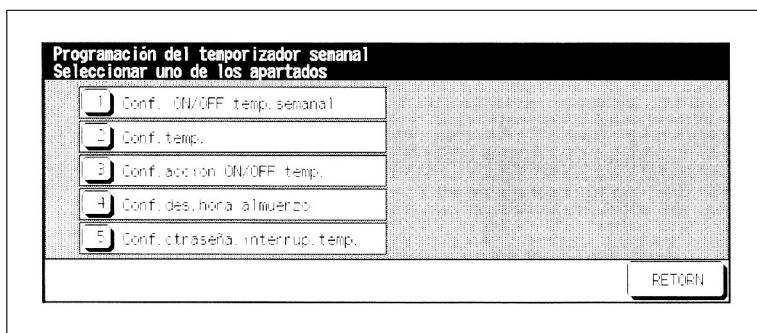 Programación del temporizador semanal
Seleccionar uno de los apartados
1 Conf. ON/OFF temp.semanal
2 Conf.temp.
3 Conf.acción ON/OFF temp.
4 Conf.des.hora almuerzo
5 Conf.ctraseña.interrup.temp.
RETORN